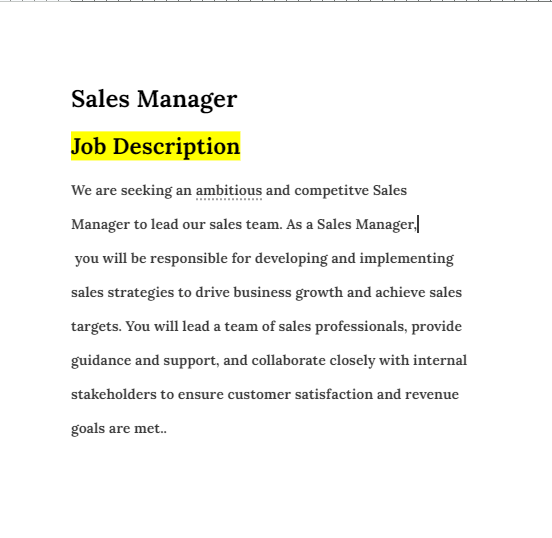 Sales Manager
Job Description
We are seeking an ambitious and competitve Sales
Manager to lead our sales team. As a Sales Manager,
you will be responsible for developing and implementing
sales strategies to drive business growth and achieve sales
targets. You will lead a team of sales professionals, provide
guidance and support, and collaborate closely with internal
stakeholders to ensure customer satisfaction and revenue
goals are met..